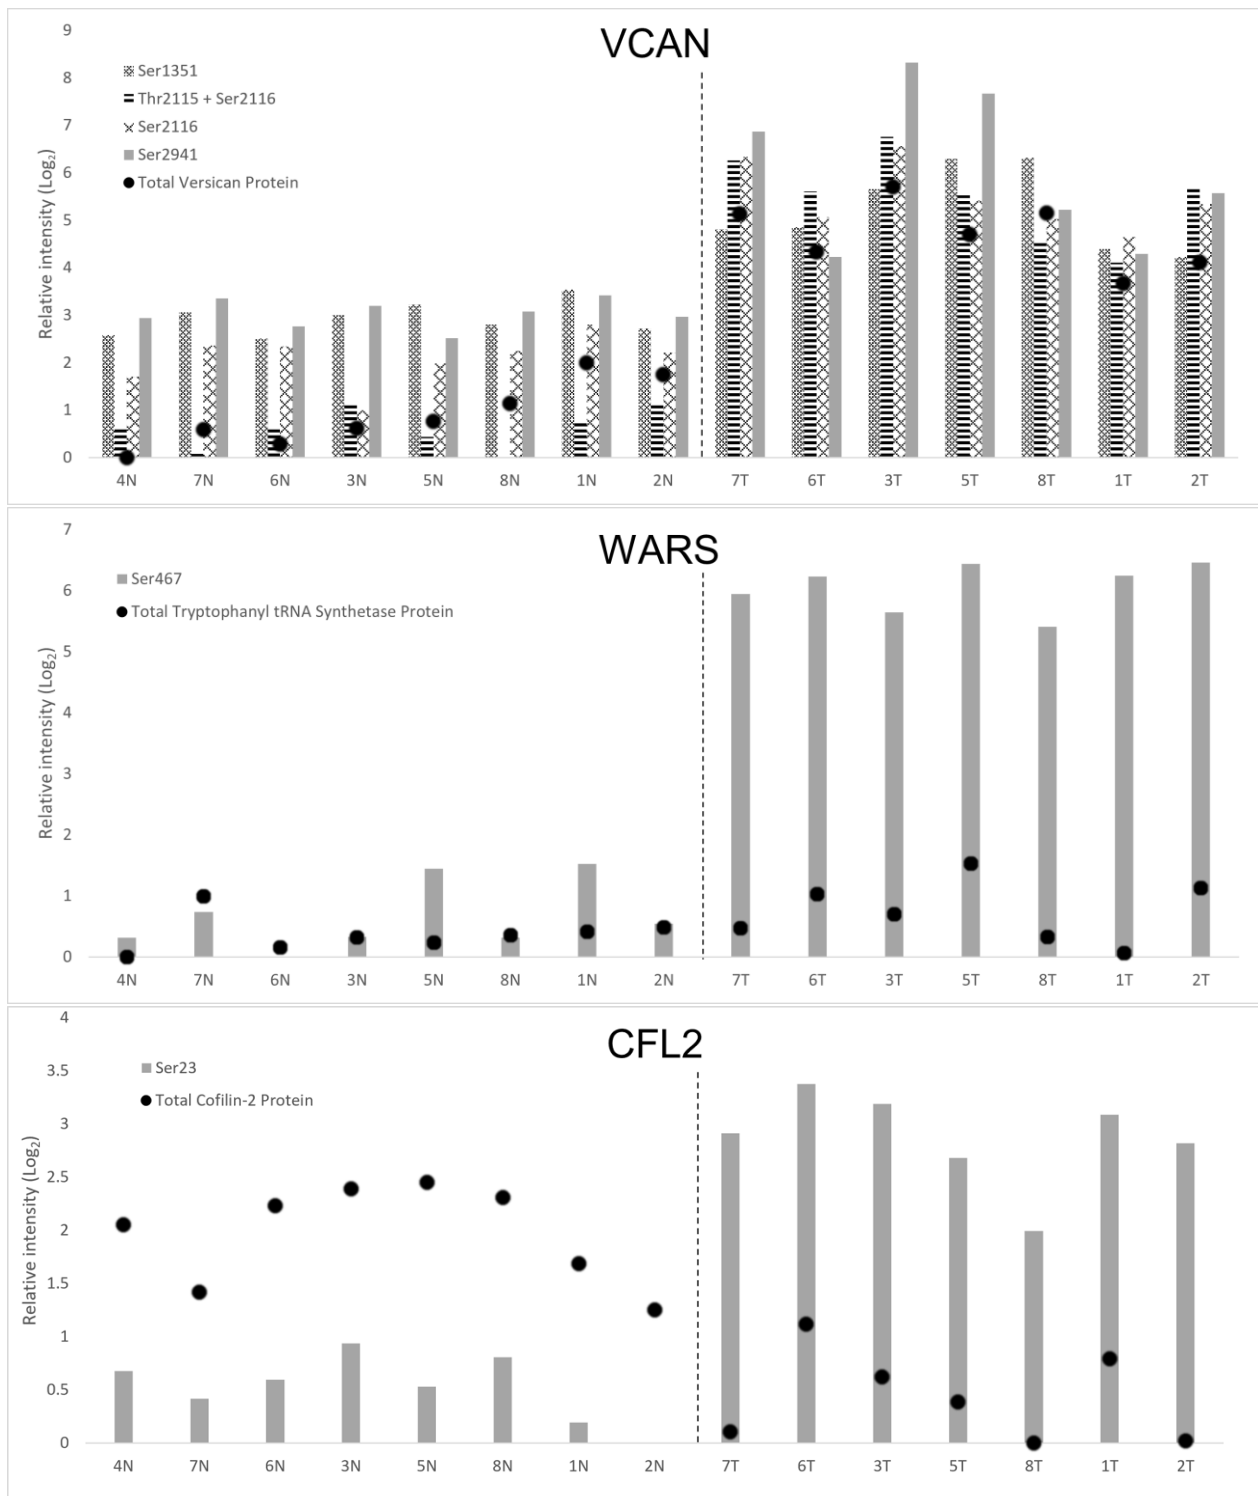 VCAN
9
8
7
6
5
4
3
2
1
0
Relative intensity (Log₂)
Ser1351
Thr2115 + Ser2116
Ser2116
Ser2941
Total Versican Protein
4N 7N 6N 3N 5N 8N 1N 2N 7T 6T 3T 5T 8T 1T 2T
WARS
7
6
5
4
3
2
1
0
Relative intensity (Log₂)
Ser467
Total Tryptophanyl tRNA Synthetase Protein
4N 7N 6N 3N 5N 8N 1N 2N 7T 6T 3T 5T 8T 1T 2T
CFL2
4
3.5
3
2.5
2
1.5
1
0.5
0
Relative intensity (Log₂)
Ser23
Total Cofilin-2 Protein
4N 7N 6N 3N 5N 8N 1N 2N 7T 6T 3T 5T 8T 1T 2T